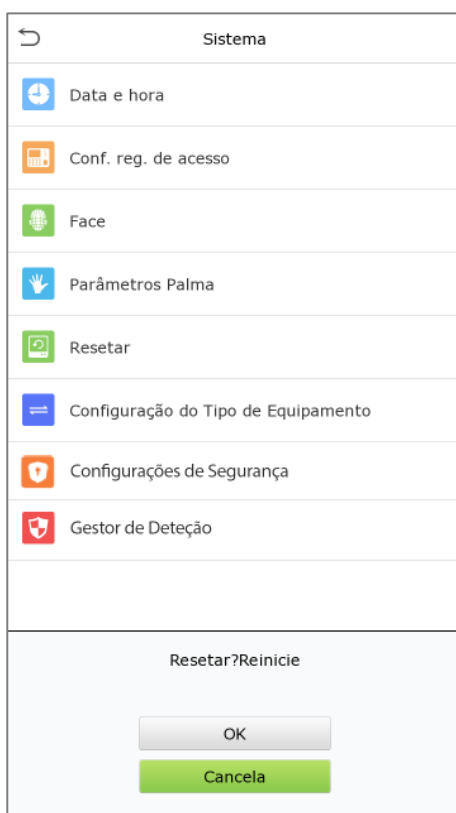 Sistema
Data e hora
Conf. reg. de acesso
Face
Parâmetros Palma
Resetar
Configuração do Tipo de Equipamento
Configurações de Segurança
Gestor de Deteção
Resetar?Reinicie
OK
Cancela